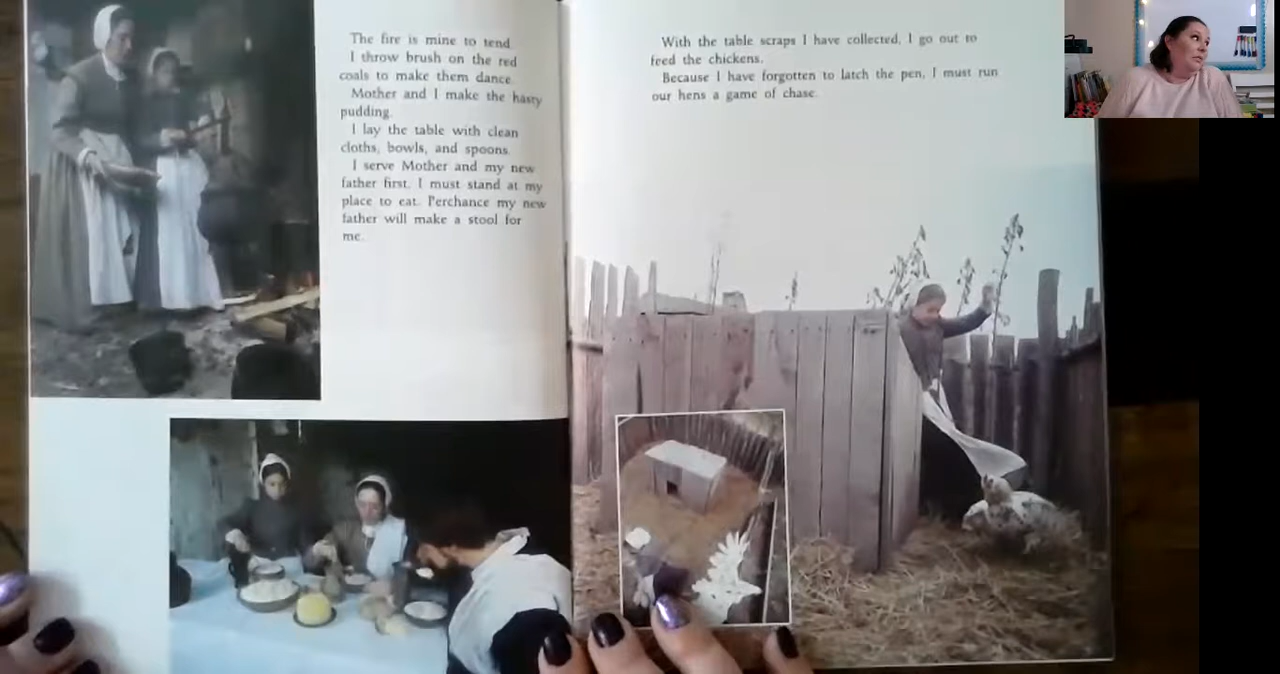 The fire is mine to tend.
I throw brush on the red
coals to make them dance.
Mother and I make the hasty
pudding.
I lay the table with clean
cloths, bowls, and spoons.
I serve Mother and my new
father first. I must stand at my
place to eat. Perchance my new
father will make a stool for
me.
With the table scraps I have collected, I go out to
feed the chickens.
Because I have forgotten to latch the pen, I must run
our hens a game of chase.